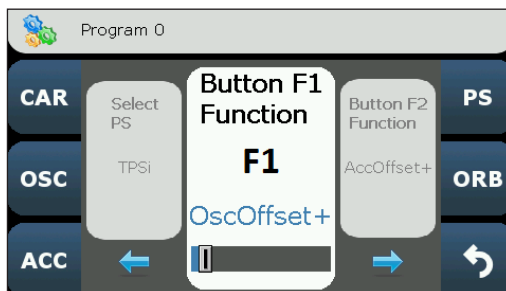 Program 0
CAR
OSC
ACC
Select
PS
TPSi
Button F1
Function
F1
OscOffset+
Button F2
Function
AccOffset+
PS
ORB